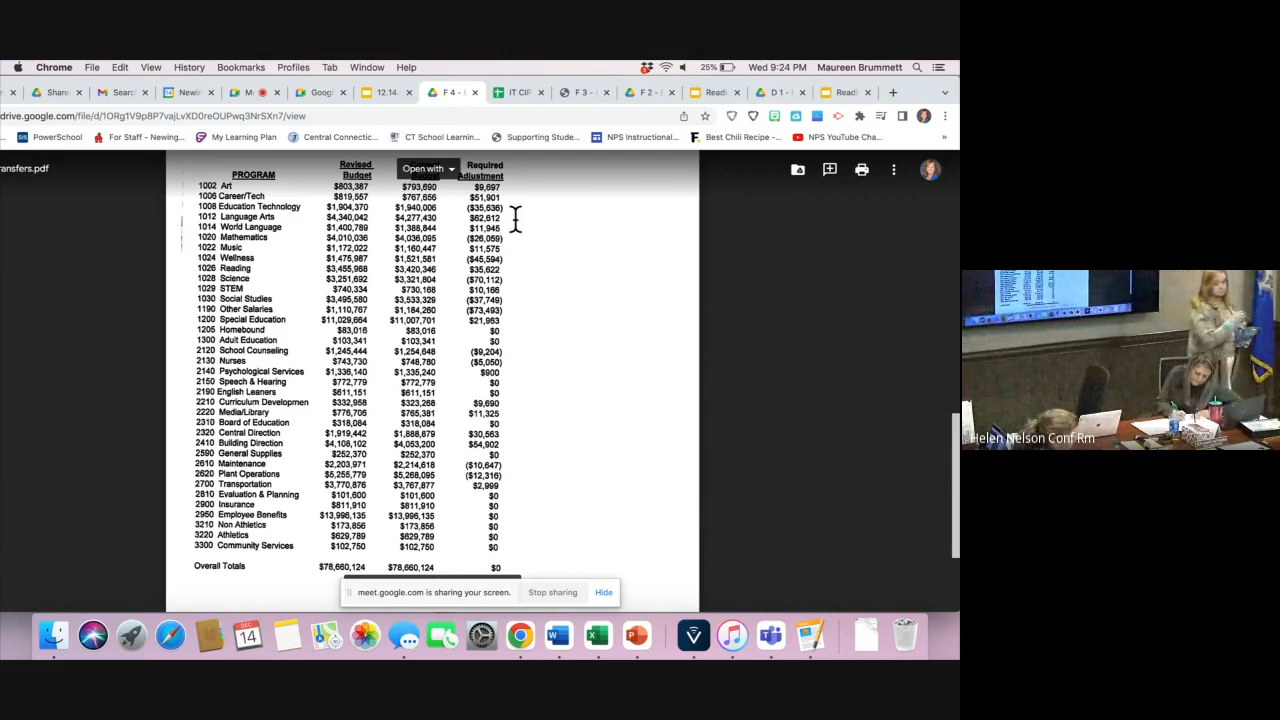 Chrome File Edit View History Bookmarks Profiles Tab Window Help 25% Wed 9:24 PM Maureen Brummett
Share Searc Newin M Goog 12.14. F 4 - IT CIP F 3 - F 2 - Readi D 1 - Readi
drive.google.com/file/d/1ORg1V9p8P7vajLvXD0reOUPwq3NrSXn7/view
PowerSchool For Staff - Newing... My Learning Plan Central Connectic... CT School Learnin... Supporting Stude... NPS Instructional... Best Chili Recipe -... NPS YouTube Cha... »
ransfers.pdf
Open with
PROGRAM Revised Budget Budget Required Adjustment
1002 Art $803,387 $793,690 $9,697
1006 Career/Tech $819,557 $767,656 $51,901
1008 Education Technology $1,904,370 $1,940,006 ($35,636)
1012 Language Arts $4,340,042 $4,277,430 $62,612
1014 World Language $1,400,789 $1,388,844 $11,945
1020 Mathematics $4,010,036 $4,036,095 ($26,059)
1022 Music $1,172,022 $1,160,447 $11,575
1024 Wellness $1,475,987 $1,521,581 ($45,594)
1026 Reading $3,455,968 $3,420,346 $35,622
1028 Science $3,251,692 $3,321,804 ($70,112)
1029 STEM $740,334 $730,168 $10,166
1030 Social Studies $3,495,580 $3,533,329 ($37,749)
1190 Other Salaries $1,110,767 $1,184,260 ($73,493)
1200 Special Education $11,029,664 $11,007,701 $21,963
1205 Homebound $83,016 $83,016 $0
1300 Adult Education $103,341 $103,341 $0
2120 School Counseling $1,245,444 $1,254,648 ($9,204)
2130 Nurses $743,730 $748,780 ($5,050)
2140 Psychological Services $1,336,140 $1,335,240 $900
2150 Speech & Hearing $772,779 $772,779 $0
2190 English Leaners $611,151 $611,151 $0
2210 Curriculum Developmen $332,958 $323,268 $9,690
2220 Media/Library $776,706 $765,381 $11,325
2310 Board of Education $318,084 $318,084 $0
2320 Central Direction $1,919,442 $1,888,879 $30,563
2410 Building Direction $4,108,102 $4,053,200 $54,902
2590 General Supplies $252,370 $252,370 $0
2610 Maintenance $2,203,971 $2,214,618 ($10,647)
2620 Plant Operations $5,255,779 $5,268,095 ($12,316)
2700 Transportation $3,770,876 $3,767,877 $2,999
2810 Evaluation & Planning $101,600 $101,600 $0
2900 Insurance $811,910 $811,910 $0
2950 Employee Benefits $13,996,135 $13,996,135 $0
3210 Non Athletics $173,856 $173,856 $0
3220 Athletics $629,789 $629,789 $0
3300 Community Services $102,750 $102,750 $0
Overall Totals $78,660,124 $78,660,124 $0
meet.google.com is sharing your screen. Stop sharing Hide
DEC
14
Helen Nelson Conf Rm